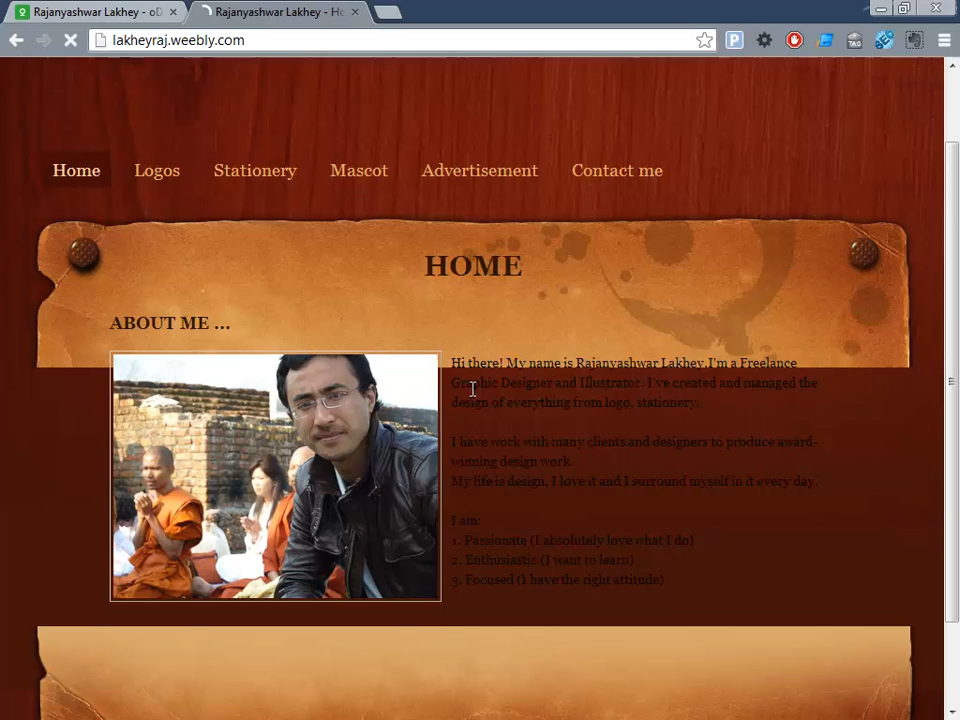 Rajanyashwar Lakhey - oD
Rajanyashwar Lakhey - Ho
lakheyraj.weebly.com
P
TAG
Home Logos Stationery Mascot Advertisement Contact me
HOME
ABOUT ME ...
Hi there! My name is Rajanyashwar Lakhey.I'm a Freelance
Graphic Designer and Illustrator. I've created and managed the
design of everything from logo, stationery.
I have work with many clients and designers to produce award-
winning design work.
My life is design, I love it and I surround myself in it every day.
I am:
1. Passionate (I absolutely love what I do)
2. Enthusiastic (I want to learn)
3. Focused (I have the right attitude)